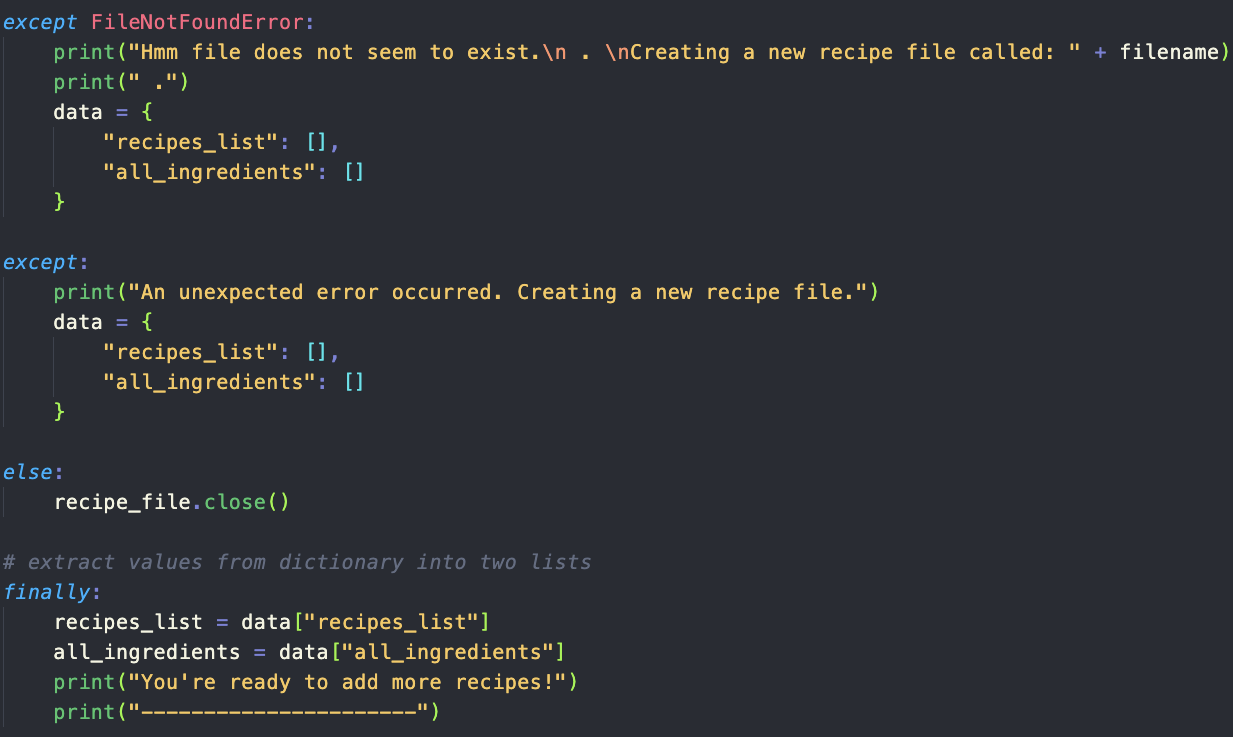 except FileNotFoundError:
    print("Hmm file does not seem to exist.\n . \nCreating a new recipe file called: " + filename)
    print(" .")
    data = {
        "recipes_list": [],
        "all_ingredients": []
    }

except:
    print("An unexpected error occurred. Creating a new recipe file.")
    data = {
        "recipes_list": [],
        "all_ingredients": []
    }

else:
    recipe_file.close()

# extract values from dictionary into two lists
finally:
    recipes_list = data["recipes_list"]
    all_ingredients = data["all_ingredients"]
    print("You're ready to add more recipes!")
    print("----------------------")